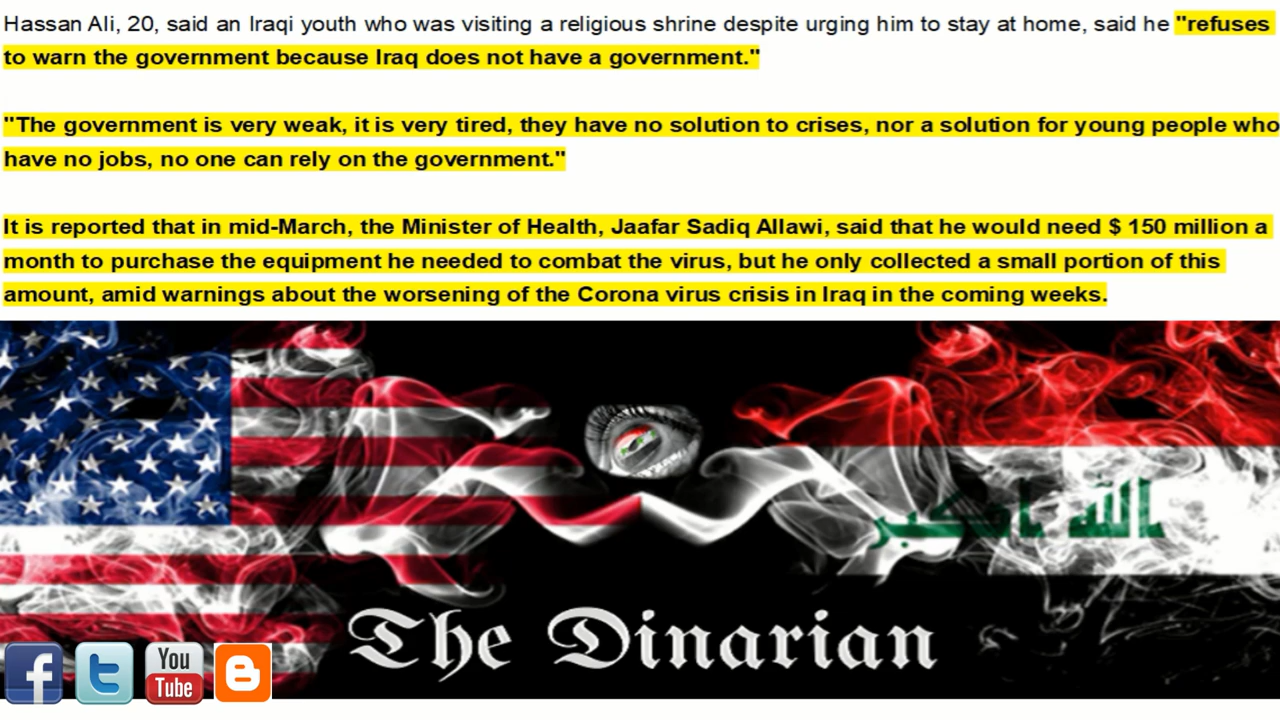 Hassan Ali, 20, said an Iraqi youth who was visiting a religious shrine despite urging him to stay at home, said he "refuses
to warn the government because Iraq does not have a government."
"The government is very weak, it is very tired, they have no solution to crises, nor a solution for young people who
have no jobs, no one can rely on the government."
It is reported that in mid-March, the Minister of Health, Jaafar Sadiq Allawi, said that he would need $ 150 million a
month to purchase the equipment he needed to combat the virus, but he only collected a small portion of this
amount, amid warnings about the worsening of the Corona virus crisis in Iraq in the coming weeks.
الله اكبر
The Dinarian
f t You
Tube